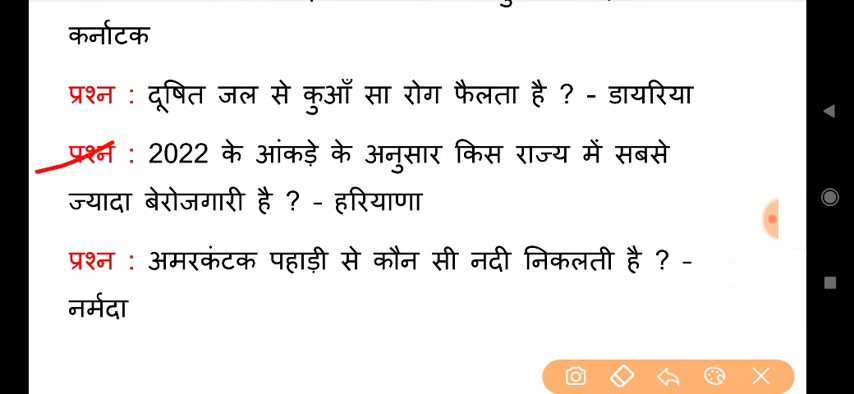 कर्नाटक
प्रश्न : दूषित जल से कुआँ सा रोग फैलता है ? - डायरिया
प्रश्न : 2022 के आंकड़े के अनुसार किस राज्य में सबसे
ज्यादा बेरोजगारी है ? - हरियाणा
प्रश्न : अमरकंटक पहाड़ी से कौन सी नदी निकलती है ? -
नर्मदा